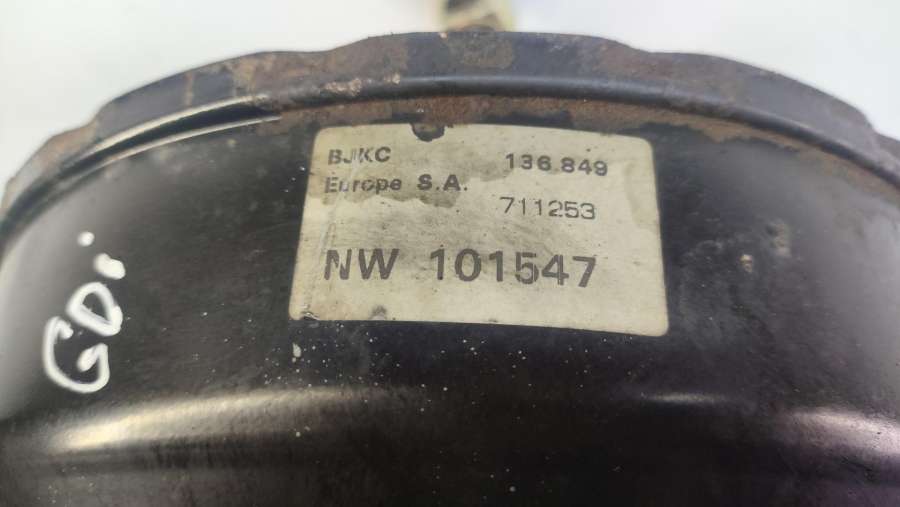 BJKC 136.849
Europe S.A.
711253
NW 101547
GDi